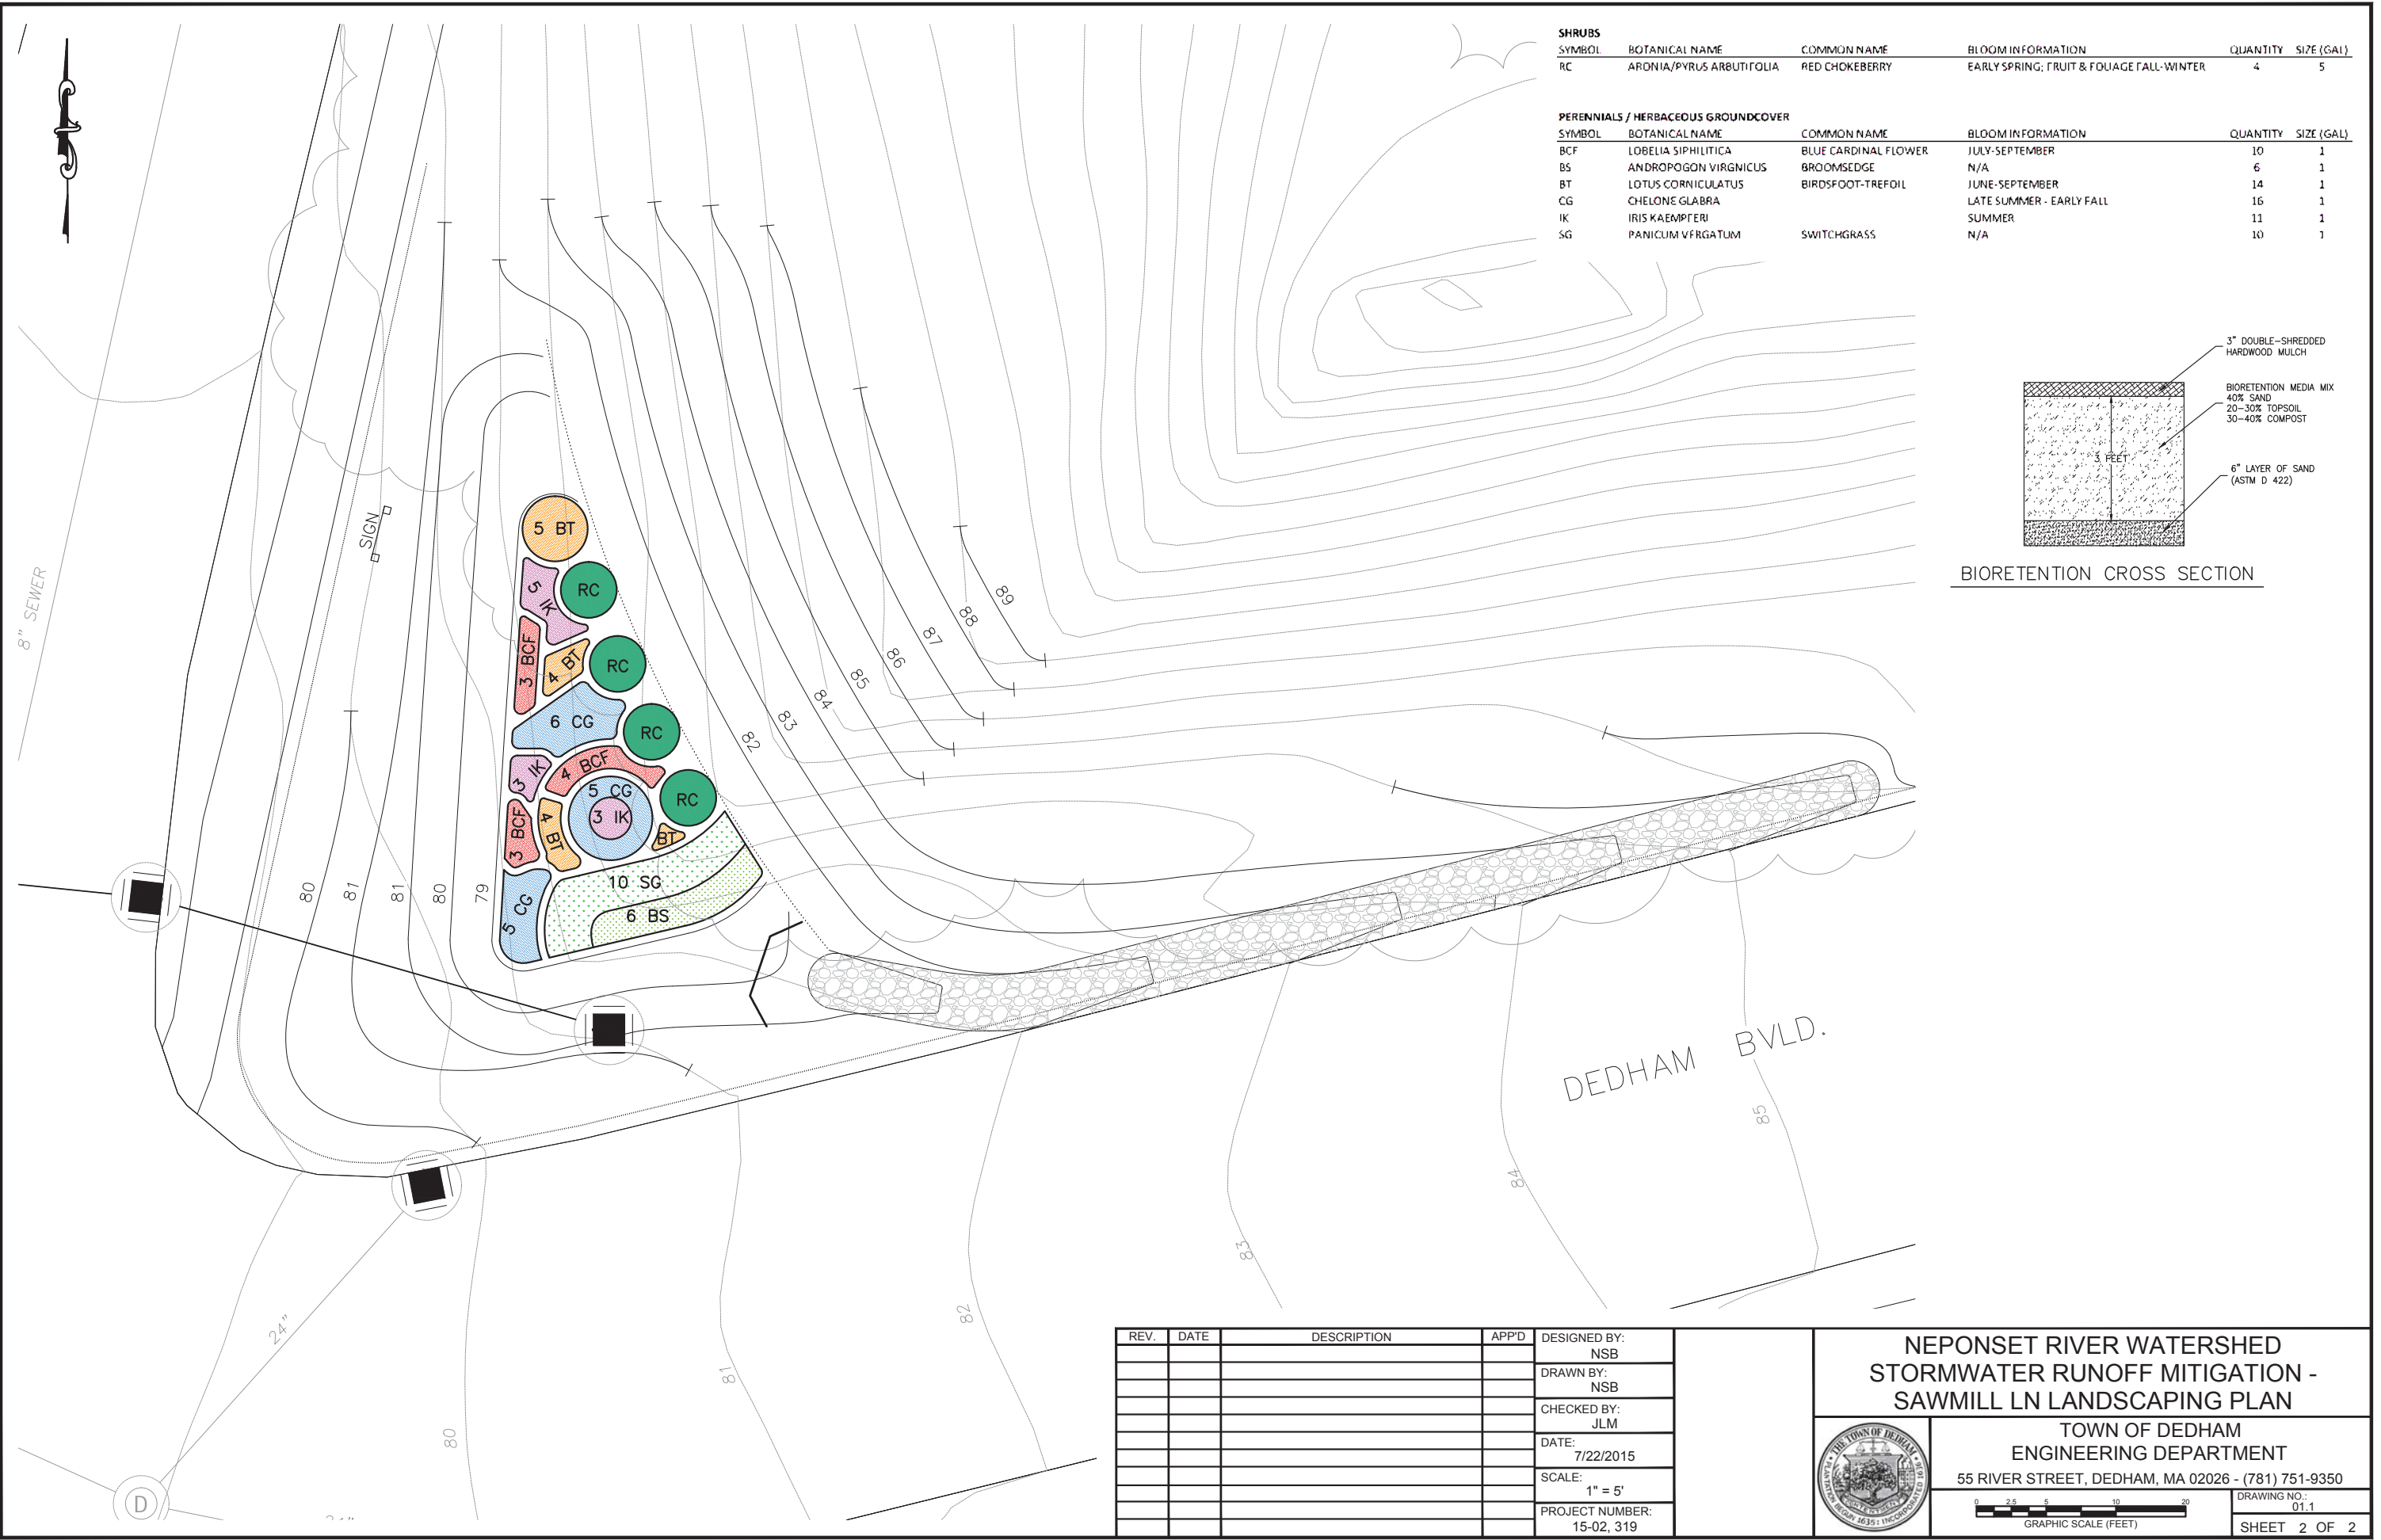 SHRUBS
SYMBOL BOTANICAL NAME COMMON NAME BLOOM INFORMATION QUANTITY SIZE (GAL)
RC ARONIA/PYRUS ARBUTIFOLIA RED CHOKEBERRY EARLY SPRING; FRUIT & FOLIAGE FALL-WINTER 4 5
PERENNIALS / HERBACEOUS GROUNDCOVER
SYMBOL BOTANICAL NAME COMMON NAME BLOOM INFORMATION QUANTITY SIZE (GAL)
BCF LOBELIA SIPHILITICA BLUE CARDINAL FLOWER JULY-SEPTEMBER 10 1
BS ANDROPOGON VIRGNICUS BROOMSEDGE N/A 6 1
BT LOTUS CORNICULATUS BIRDSFOOT-TREFOIL JUNE-SEPTEMBER 14 1
CG CHELONE GLABRA LATE SUMMER - EARLY FALL 16 1
IK IRIS KAEMPFERI SUMMER 11 1
SG PANICUM VERGATUM SWITCHGRASS N/A 10 1
3" DOUBLE-SHREDDED
HARDWOOD MULCH
BIORETENTION MEDIA MIX
40% SAND
20-30% TOPSOIL
30-40% COMPOST
3 FEET
6" LAYER OF SAND
(ASTM D 422)
BIORETENTION CROSS SECTION
SIGN
8" SEWER
5 BT
5 IK
RC
3 BCF
4 BT
RC
6 CG
RC
3 IK
4 BCF
5 CG
3 IK
RC
3 BCF
4 BT
BT
10 SG
5 CG
6 BS
89
88
87
86
85
84
83
82
80
81
81
80
79
DEDHAM BVLD.
85
84
83
82
81
80
24"
D
REV. DATE DESCRIPTION APP'D
DESIGNED BY:
NSB
DRAWN BY:
NSB
CHECKED BY:
JLM
DATE:
7/22/2015
SCALE:
1" = 5'
PROJECT NUMBER:
15-02, 319
NEPONSET RIVER WATERSHED
STORMWATER RUNOFF MITIGATION -
SAWMILL LN LANDSCAPING PLAN
THE TOWN OF DEDHAM
PLANTATION BEGUN 1635: INCORPORATED 1636
TOWN OF DEDHAM
ENGINEERING DEPARTMENT
55 RIVER STREET, DEDHAM, MA 02026 - (781) 751-9350
0 2.5 5 10 20
GRAPHIC SCALE (FEET)
DRAWING NO.:
01.1
SHEET 2 OF 2